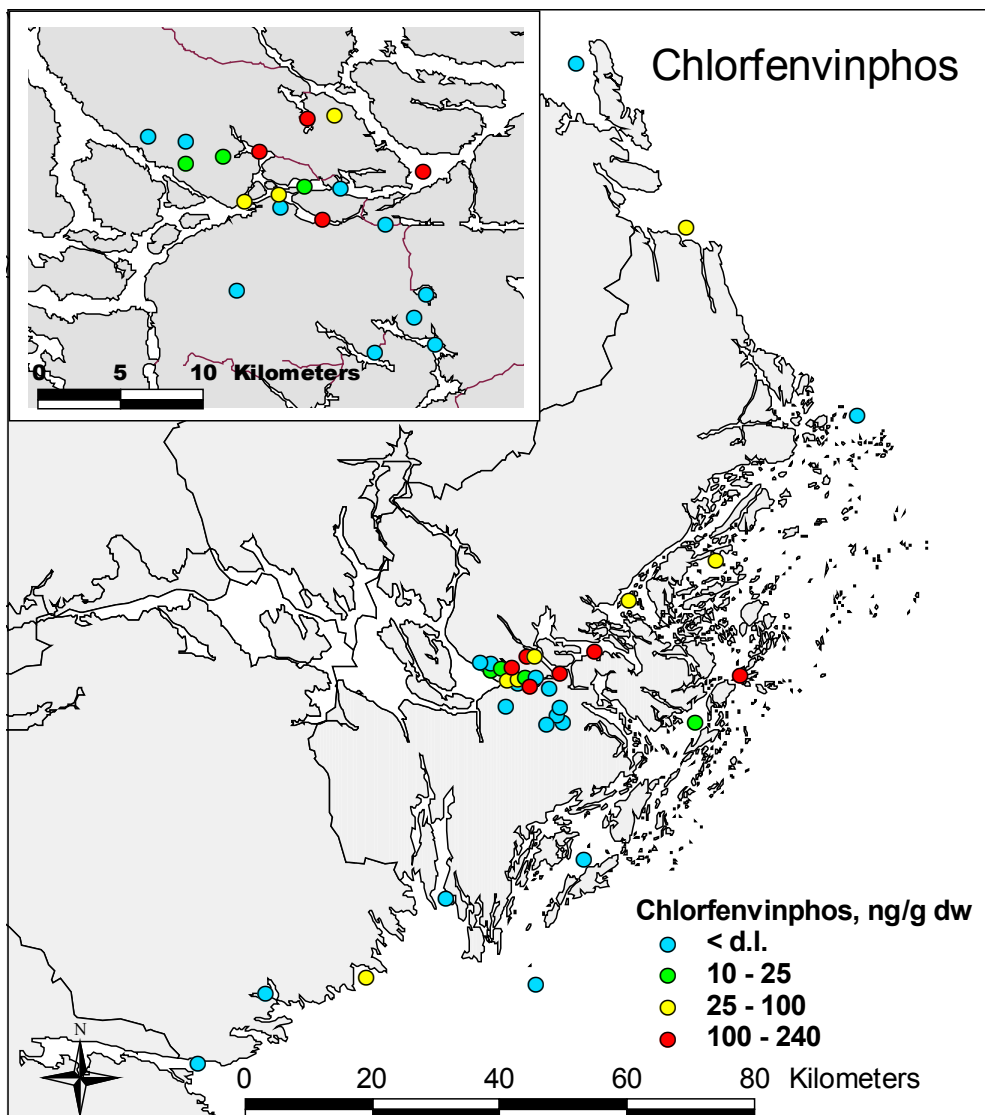 Chlorfenvinphos
0 5 10 Kilometers
Chlorfenvinphos, ng/g dw
< d.l.
10 - 25
25 - 100
100 - 240
N
0 20 40 60 80 Kilometers